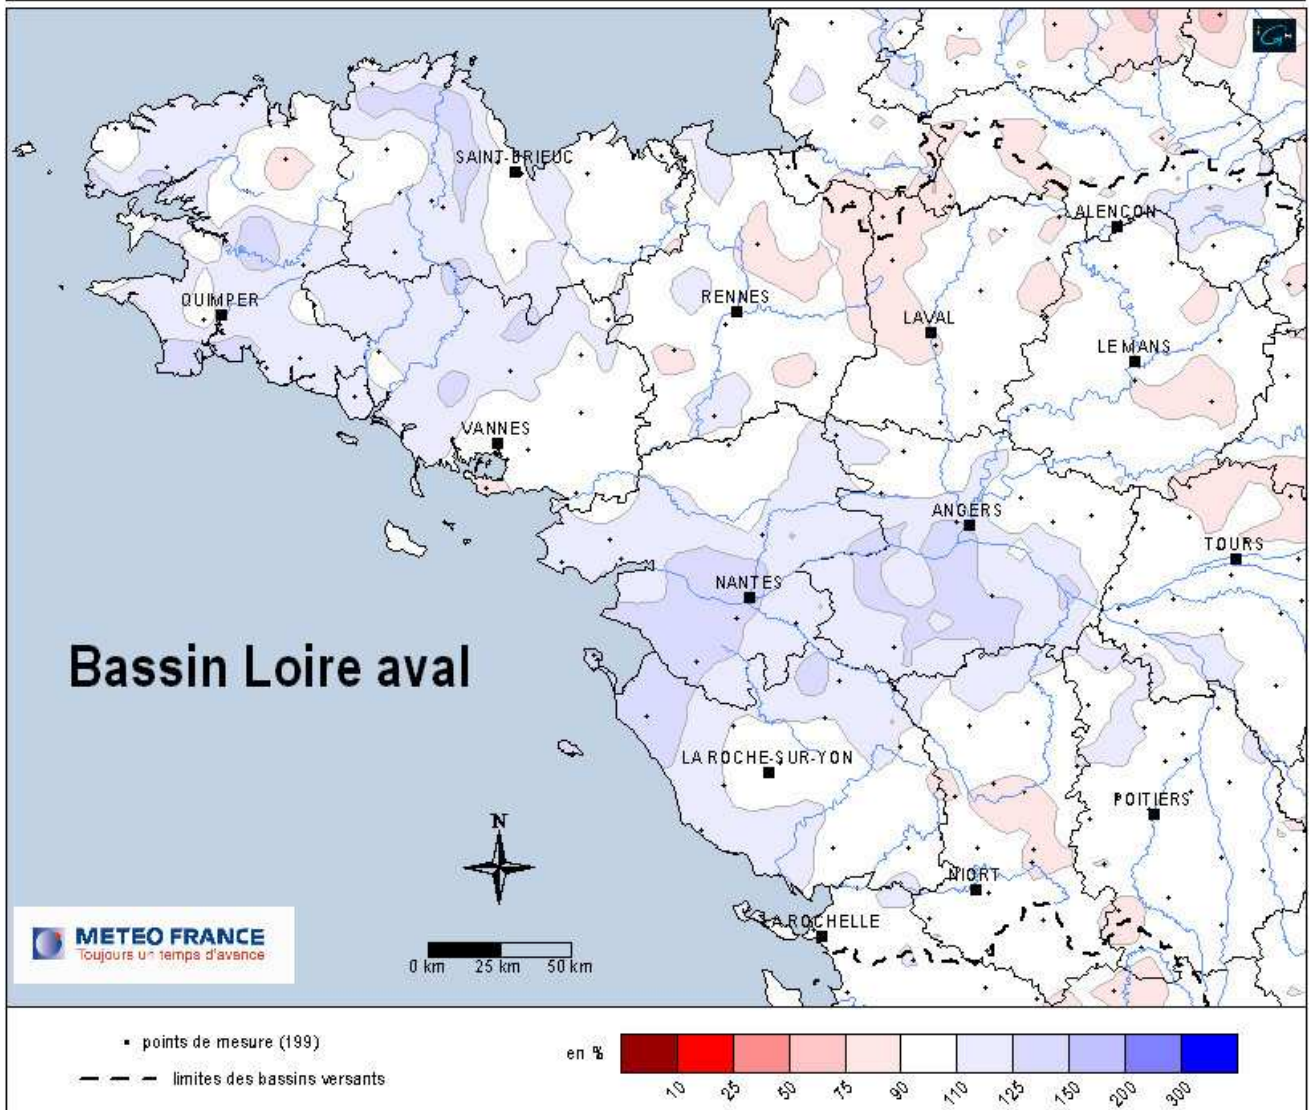 SAINT-BRIEUC
ALENÇON
QUIMPER
RENNES
LAVAL
LE MANS
VANNES
ANGERS
TOURS
NANTES
Bassin Loire aval
LA ROCHE-SUR-YON
POITIERS
N
NIORT
LA ROCHELLE
METEO FRANCE
Toujours un temps d'avance
0 km 25 km 50 km
points de mesure (199)
limites des bassins versants
en %
10 25 50 75 90 110 125 150 200 300